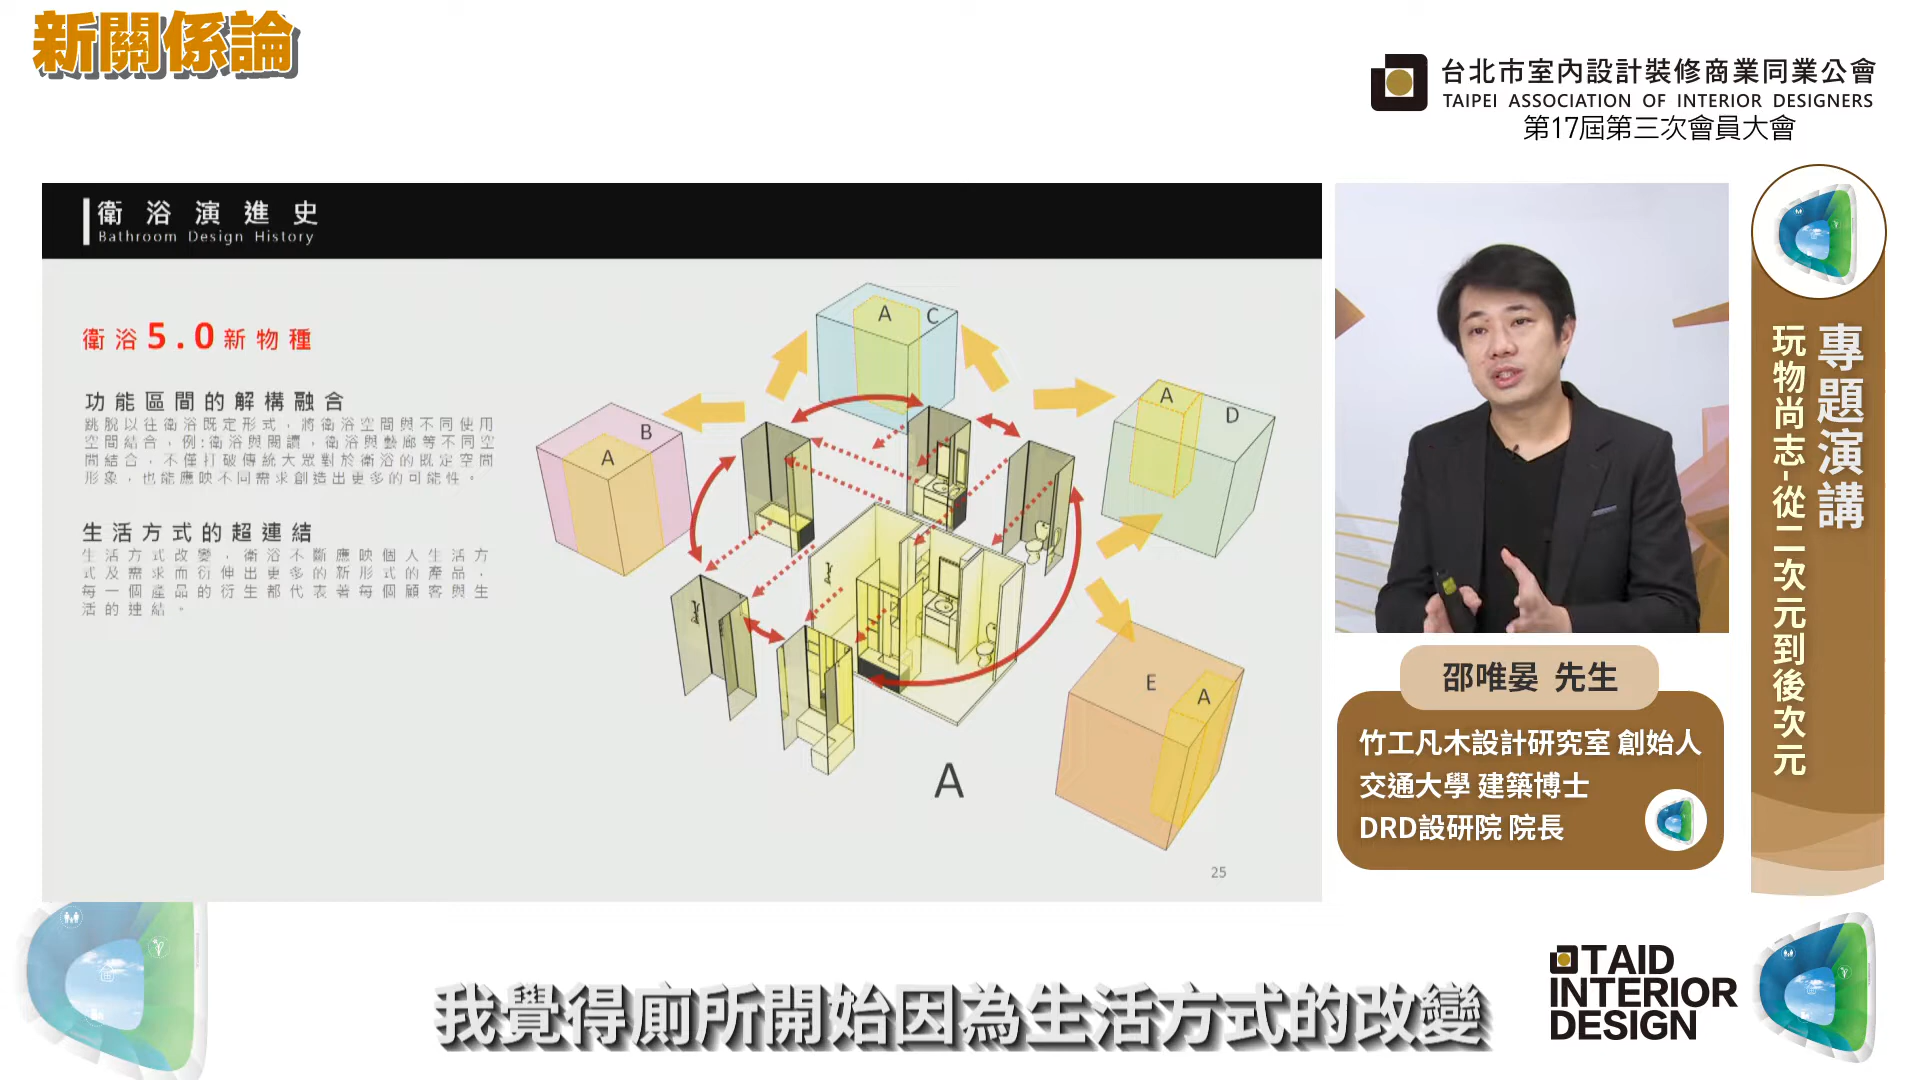 新關係論
台北市室內設計裝修商業同業公會
TAIPEI ASSOCIATION OF INTERIOR DESIGNERS
第17屆第三次會員大會
衛浴演進史
Bathroom Design History
衛浴5.0新物種
功能區間的解構融合
跳脫以往衛浴既定形式，將衛浴空間與不同使用
空間結合，例:衛浴與閱讀，衛浴與藝廊等不同空
間結合，不僅打破傳統大眾對於衛浴的既定空間
形象，也能應映不同需求創造出更多的可能性。
生活方式的超連結
生活方式改變，衛浴不斷應映個人生活方
式及需求而衍伸出更多的新形式的產品，
每一個產品的衍生都代表著每個顧客與生
活的連結。
A
C
B
A
A
D
E
A
A
25
專題演講
玩物尚志-從二次元到後次元
邵唯晏 先生
竹工凡木設計研究室 創始人
交通大學 建築博士
DRD設研院 院長
我覺得廁所開始因為生活方式的改變
TAID
INTERIOR
DESIGN